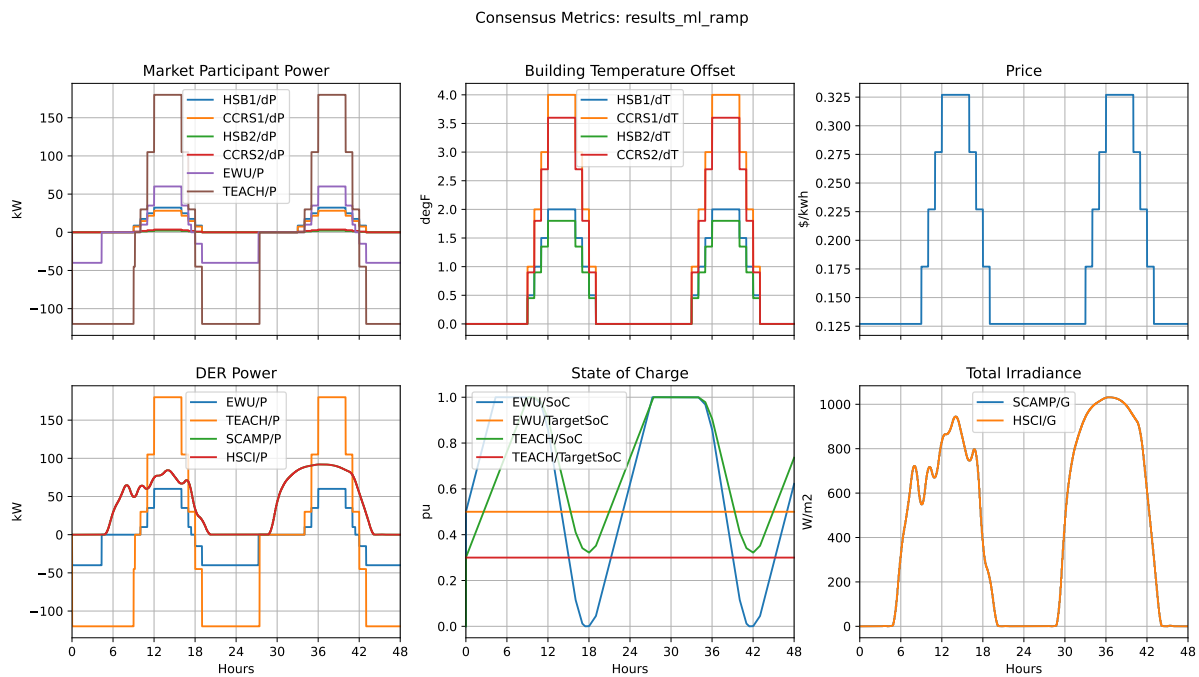 Consensus Metrics: results_ml_ramp
Market Participant Power
kW
150
100
50
0
−50
−100
HSB1/dP
CCRS1/dP
HSB2/dP
CCRS2/dP
EWU/P
TEACH/P
Building Temperature Offset
degF
4.0
3.5
3.0
2.5
2.0
1.5
1.0
0.5
0.0
HSB1/dT
CCRS1/dT
HSB2/dT
CCRS2/dT
Price
$/kwh
0.325
0.300
0.275
0.250
0.225
0.200
0.175
0.150
0.125
DER Power
kW
150
100
50
0
−50
−100
EWU/P
TEACH/P
SCAMP/P
HSCI/P
0 6 12 18 24 30 36 42 48
Hours
State of Charge
pu
1.0
0.8
0.6
0.4
0.2
0.0
EWU/SoC
EWU/TargetSoC
TEACH/SoC
TEACH/TargetSoC
0 6 12 18 24 30 36 42 48
Hours
Total Irradiance
W/m2
1000
800
600
400
200
0
SCAMP/G
HSCI/G
0 6 12 18 24 30 36 42 48
Hours